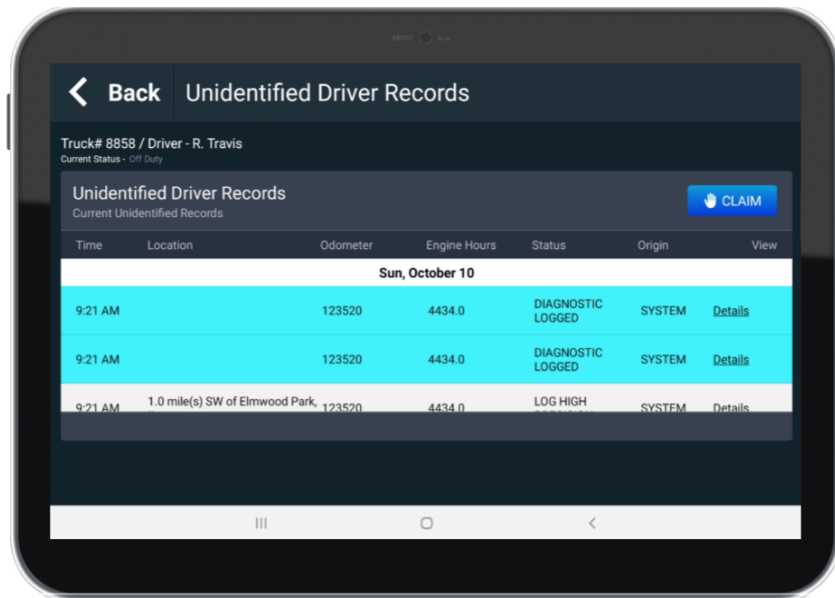 Back
Unidentified Driver Records
Truck# 8858 / Driver - R. Travis
Current Status - Off Duty
Unidentified Driver Records
Current Unidentified Records
CLAIM
Time Location Odometer Engine Hours Status Origin View
Sun, October 10
9:21 AM 123520 4434.0 DIAGNOSTIC LOGGED SYSTEM Details
9:21 AM 123520 4434.0 DIAGNOSTIC LOGGED SYSTEM Details
9:21 AM 1.0 mile(s) SW of Elmwood Park, 123520 4434.0 LOG HIGH SYSTEM Details